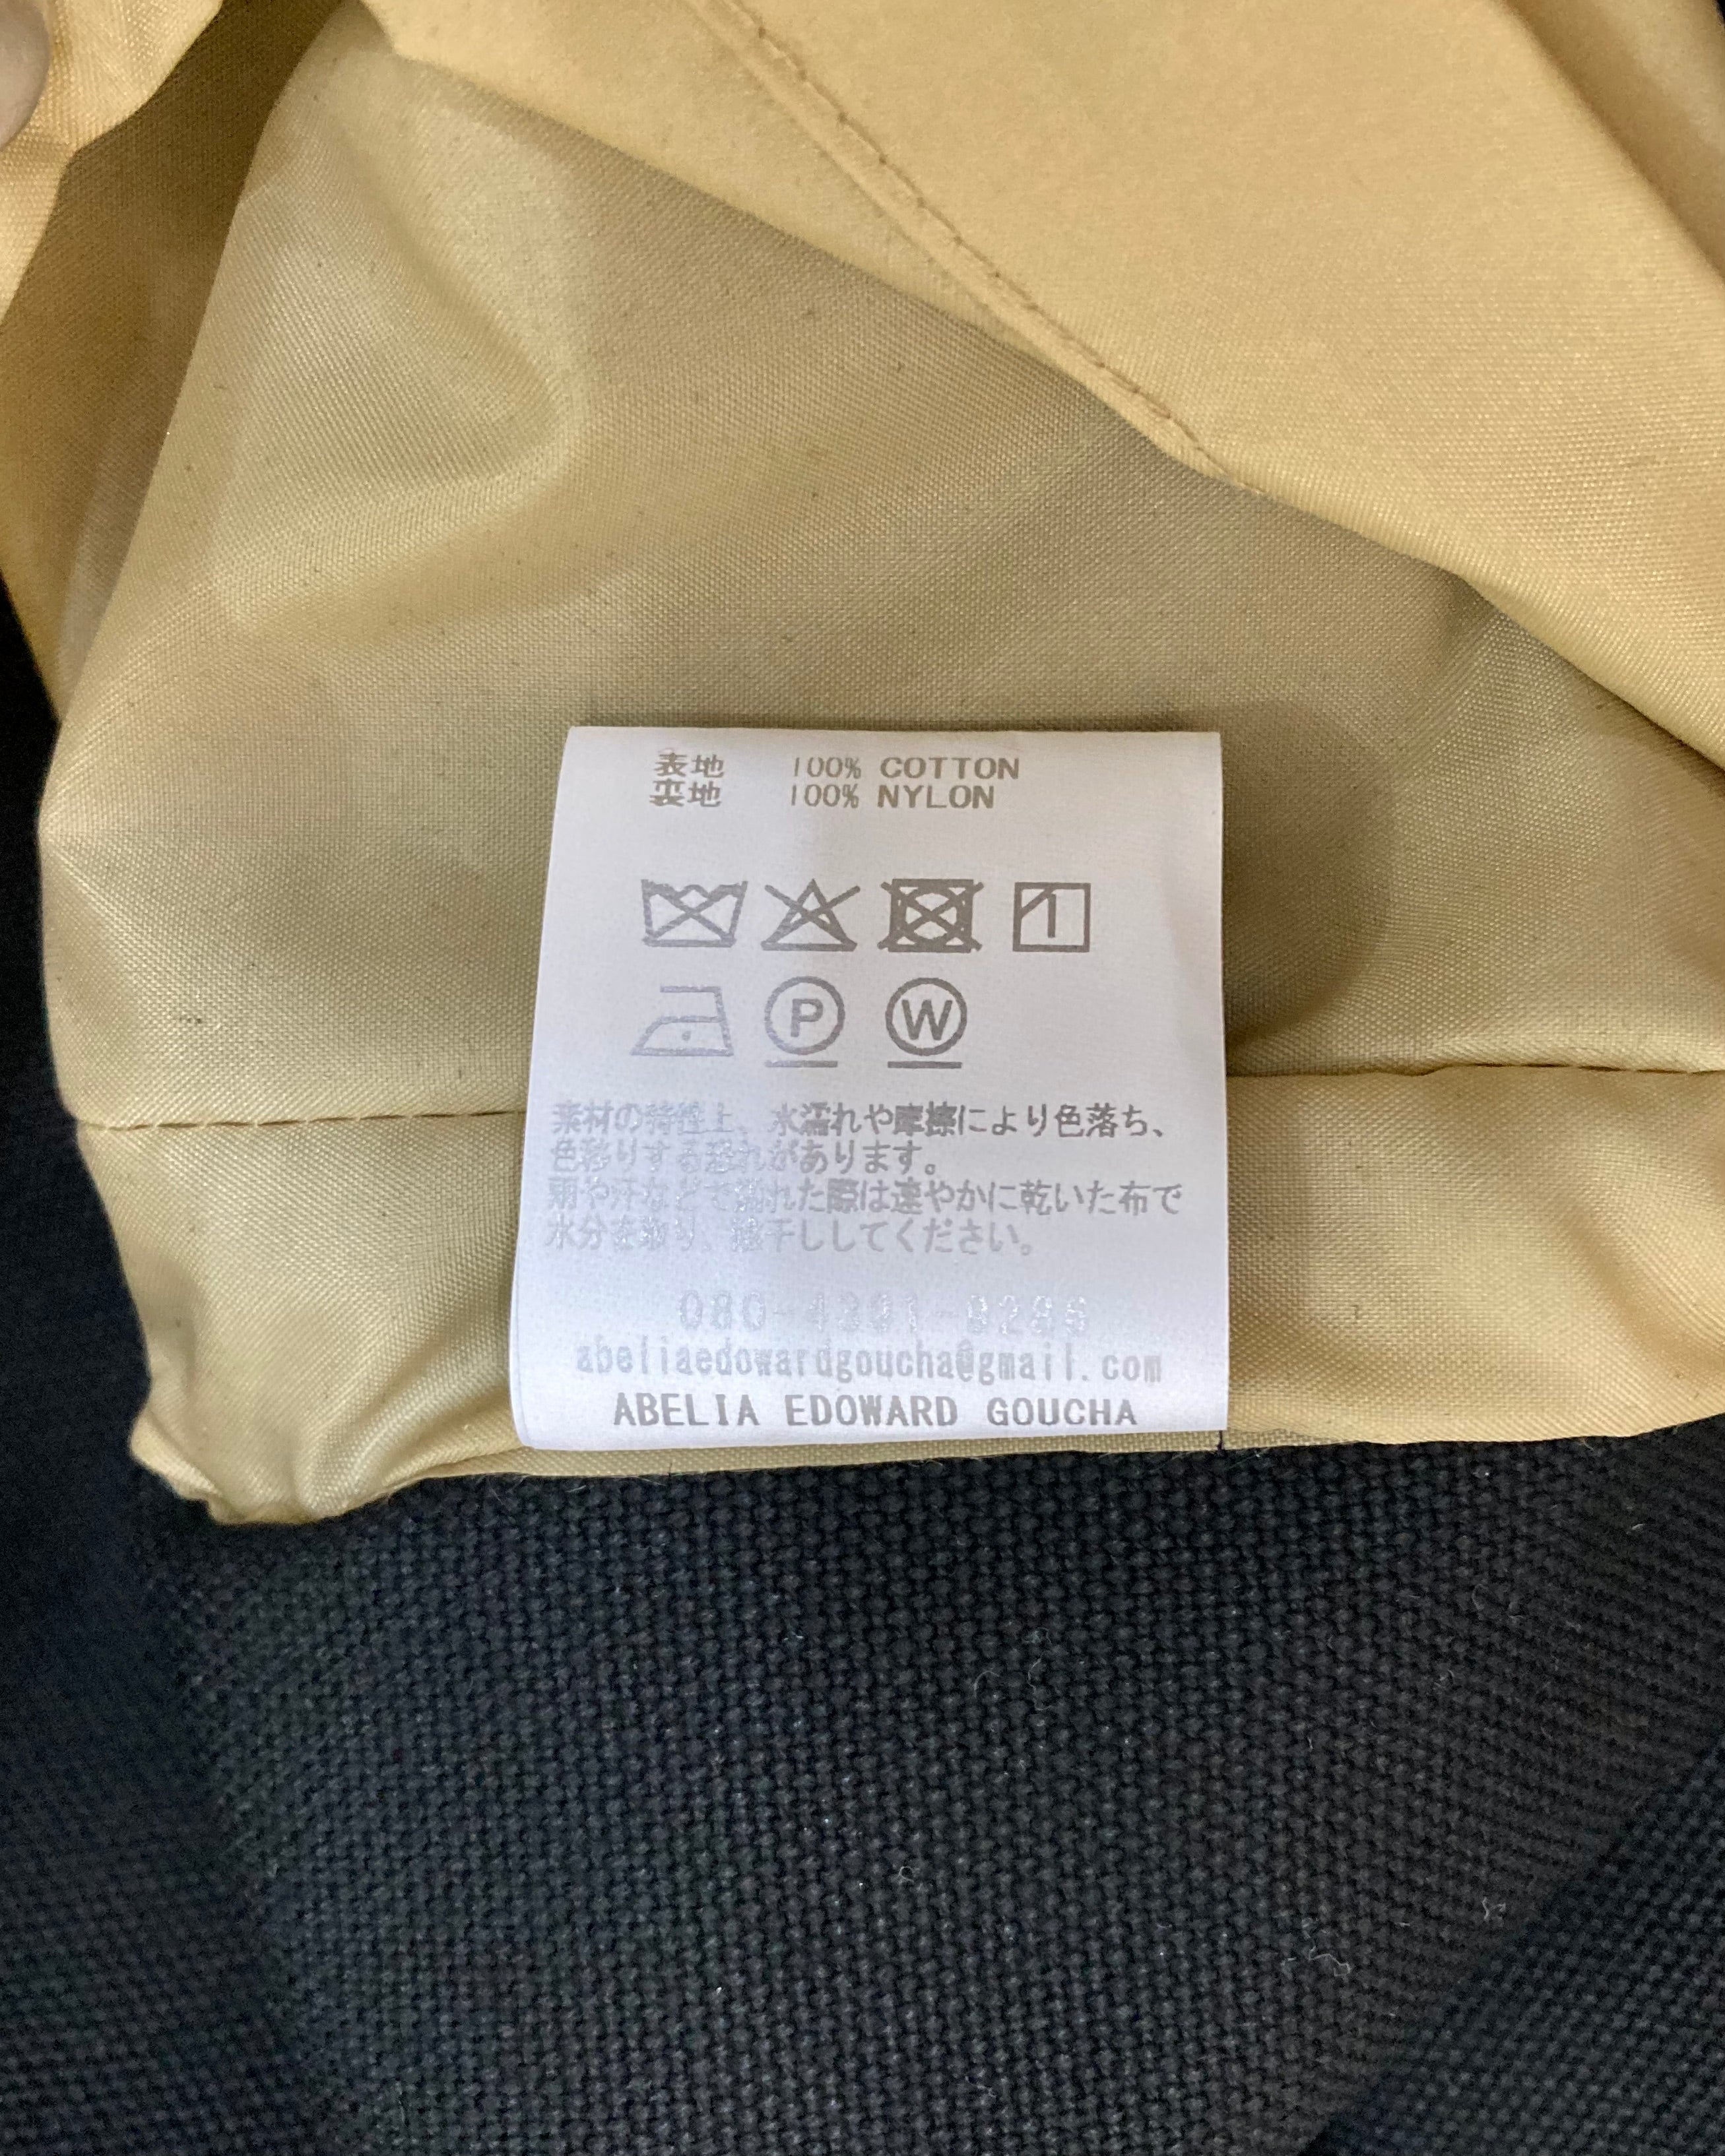 表地 100% COTTON
裏地 100% NYLON
P W
素材の特性上、水濡れや摩擦により色落ち、
色移りする恐れがあります。
雨や汗などで濡れた際は速やかに乾いた布で
水分を取り、陰干ししてください。
abeliaedowardgoucha@gmail.com
ABELIA EDOWARD GOUCHA